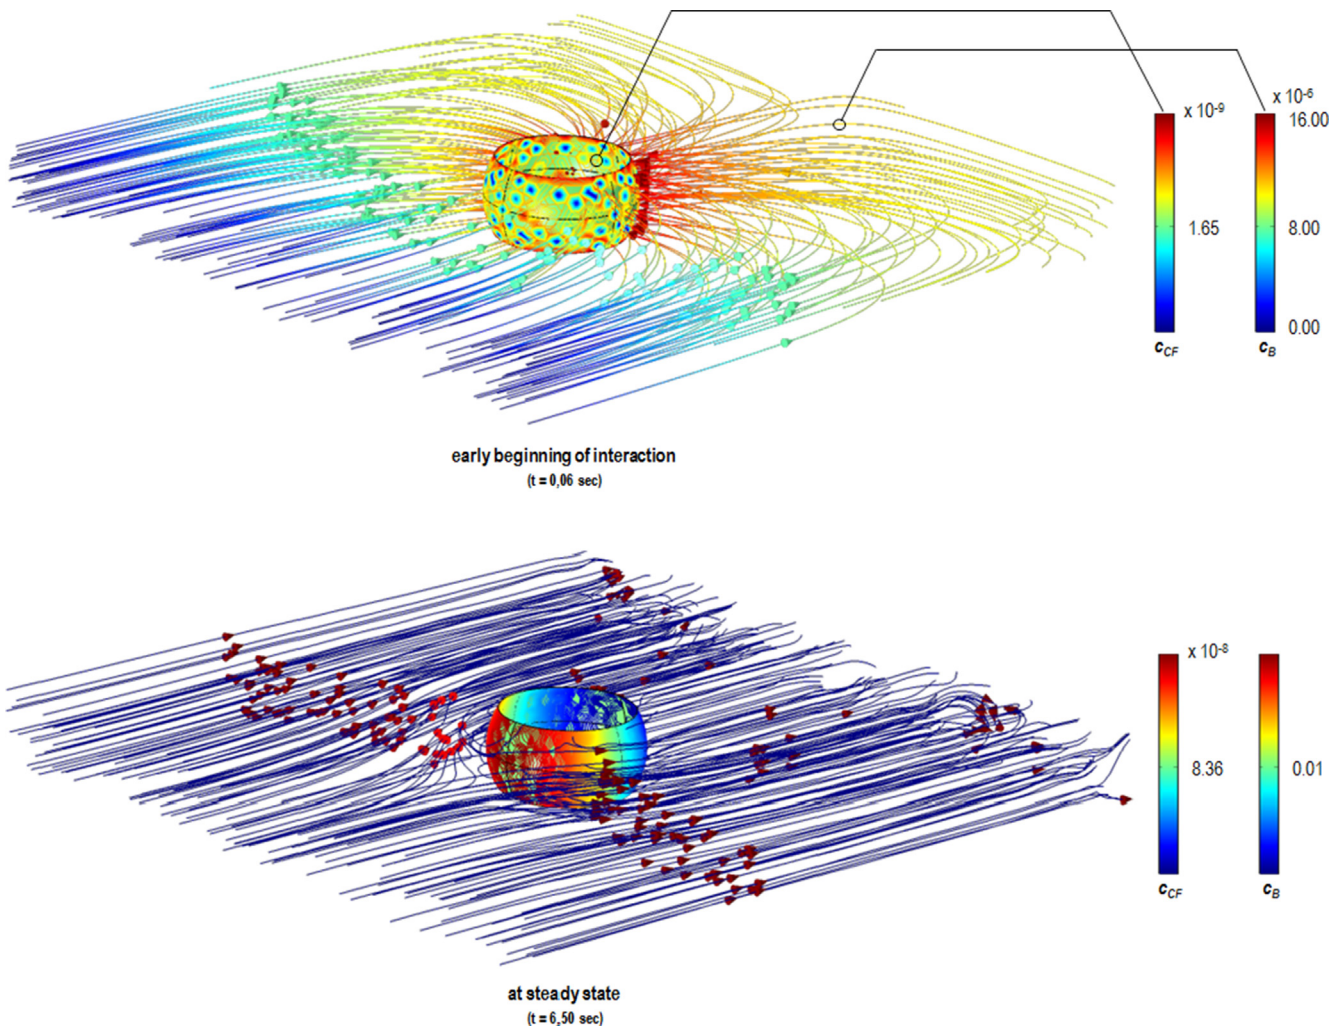 x 10⁻⁹
x 10⁻⁶
16.00
1.65
8.00
0.00
c_CF
c_B
early beginning of interaction
(t = 0,06 sec)
x 10⁻⁸
8.36
0.01
c_CF
c_B
at steady state
(t = 6,50 sec)